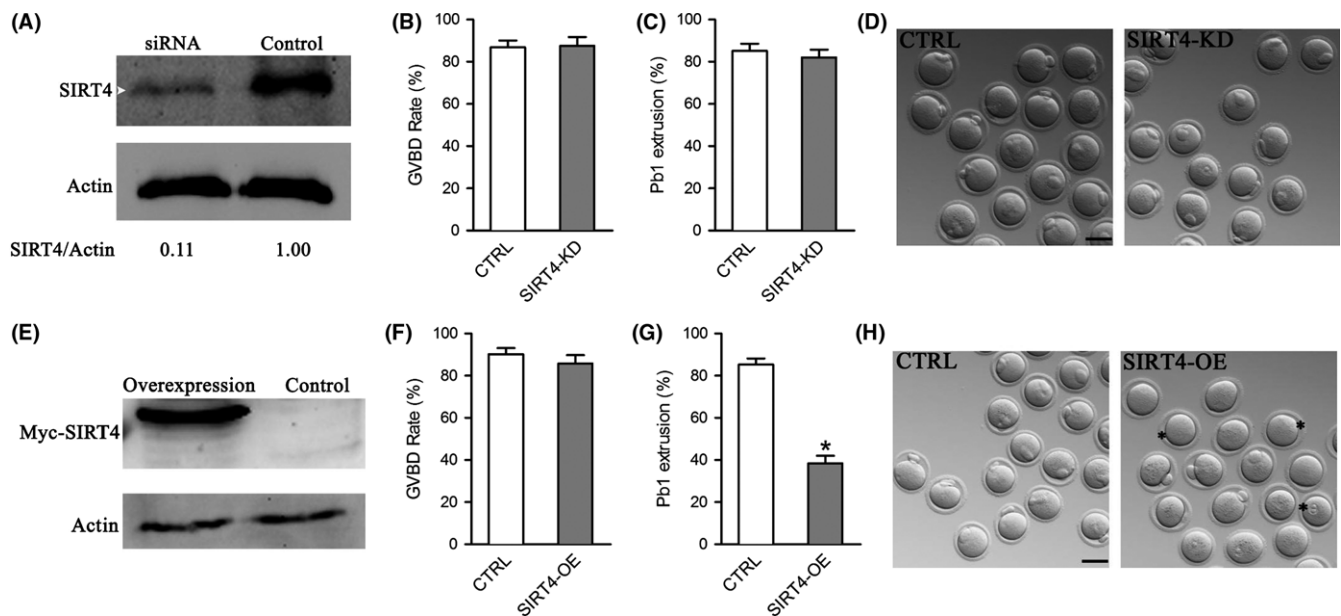 (A)
siRNA Control
SIRT4
Actin
SIRT4/Actin 0.11 1.00
(B)
GVBD Rate (%)
100
80
60
40
20
0
CTRL
SIRT4-KD
(C)
Pb1 extrusion (%)
100
80
60
40
20
0
CTRL
SIRT4-KD
(D)
CTRL
SIRT4-KD
(E)
Overexpression Control
Myc-SIRT4
Actin
(F)
GVBD Rate (%)
100
80
60
40
20
0
CTRL
SIRT4-OE
(G)
Pb1 extrusion (%)
100
80
60
40
20
0
*
CTRL
SIRT4-OE
(H)
CTRL
SIRT4-OE
*
*
*